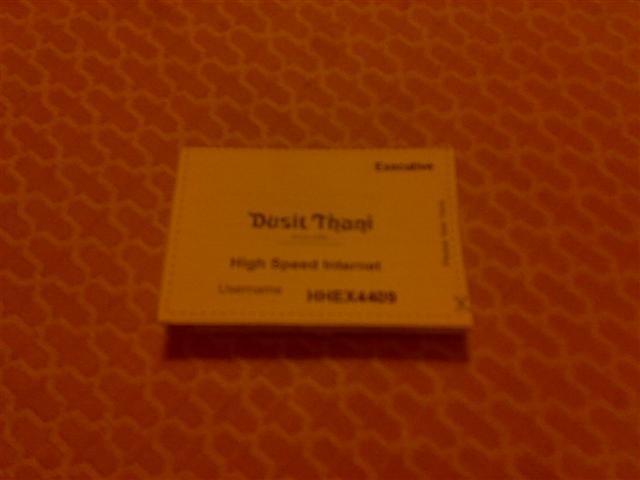 Executive
Dusit Thani
High Speed Internet
Username HHEX4409